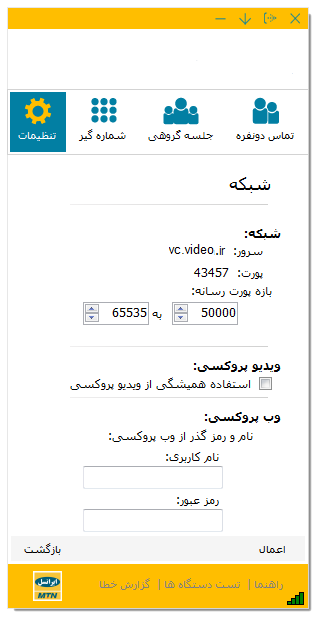 تماس دونفره
جلسه گروهی
شماره گیر
تنظیمات
شبکه
شبکه:
سرور: vc.video.ir
پورت: 43457
بازه پورت رسانه:
50000 به 65535
ویدیو پروکسی:
استفاده همیشگی از ویدیو پروکسی
وب پروکسی:
نام و رمز گذر از وب پروکسی:
نام کاربری:
رمز عبور:
اعمال بازگشت
راهنما | تست دستگاه ها | گزارش خطا
ایرانسل
MTN